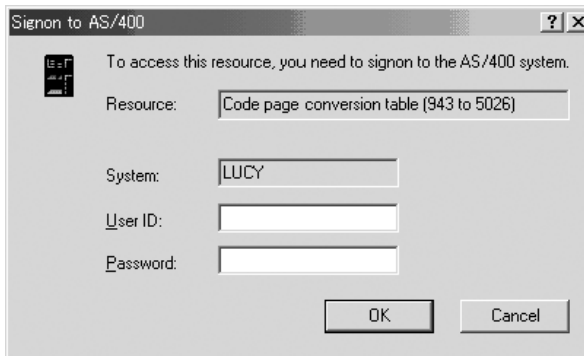 Signon to AS/400
To access this resource, you need to signon to the AS/400 system.
Resource: Code page conversion table (943 to 5026)
System: LUCY
User ID:
Password:
OK Cancel